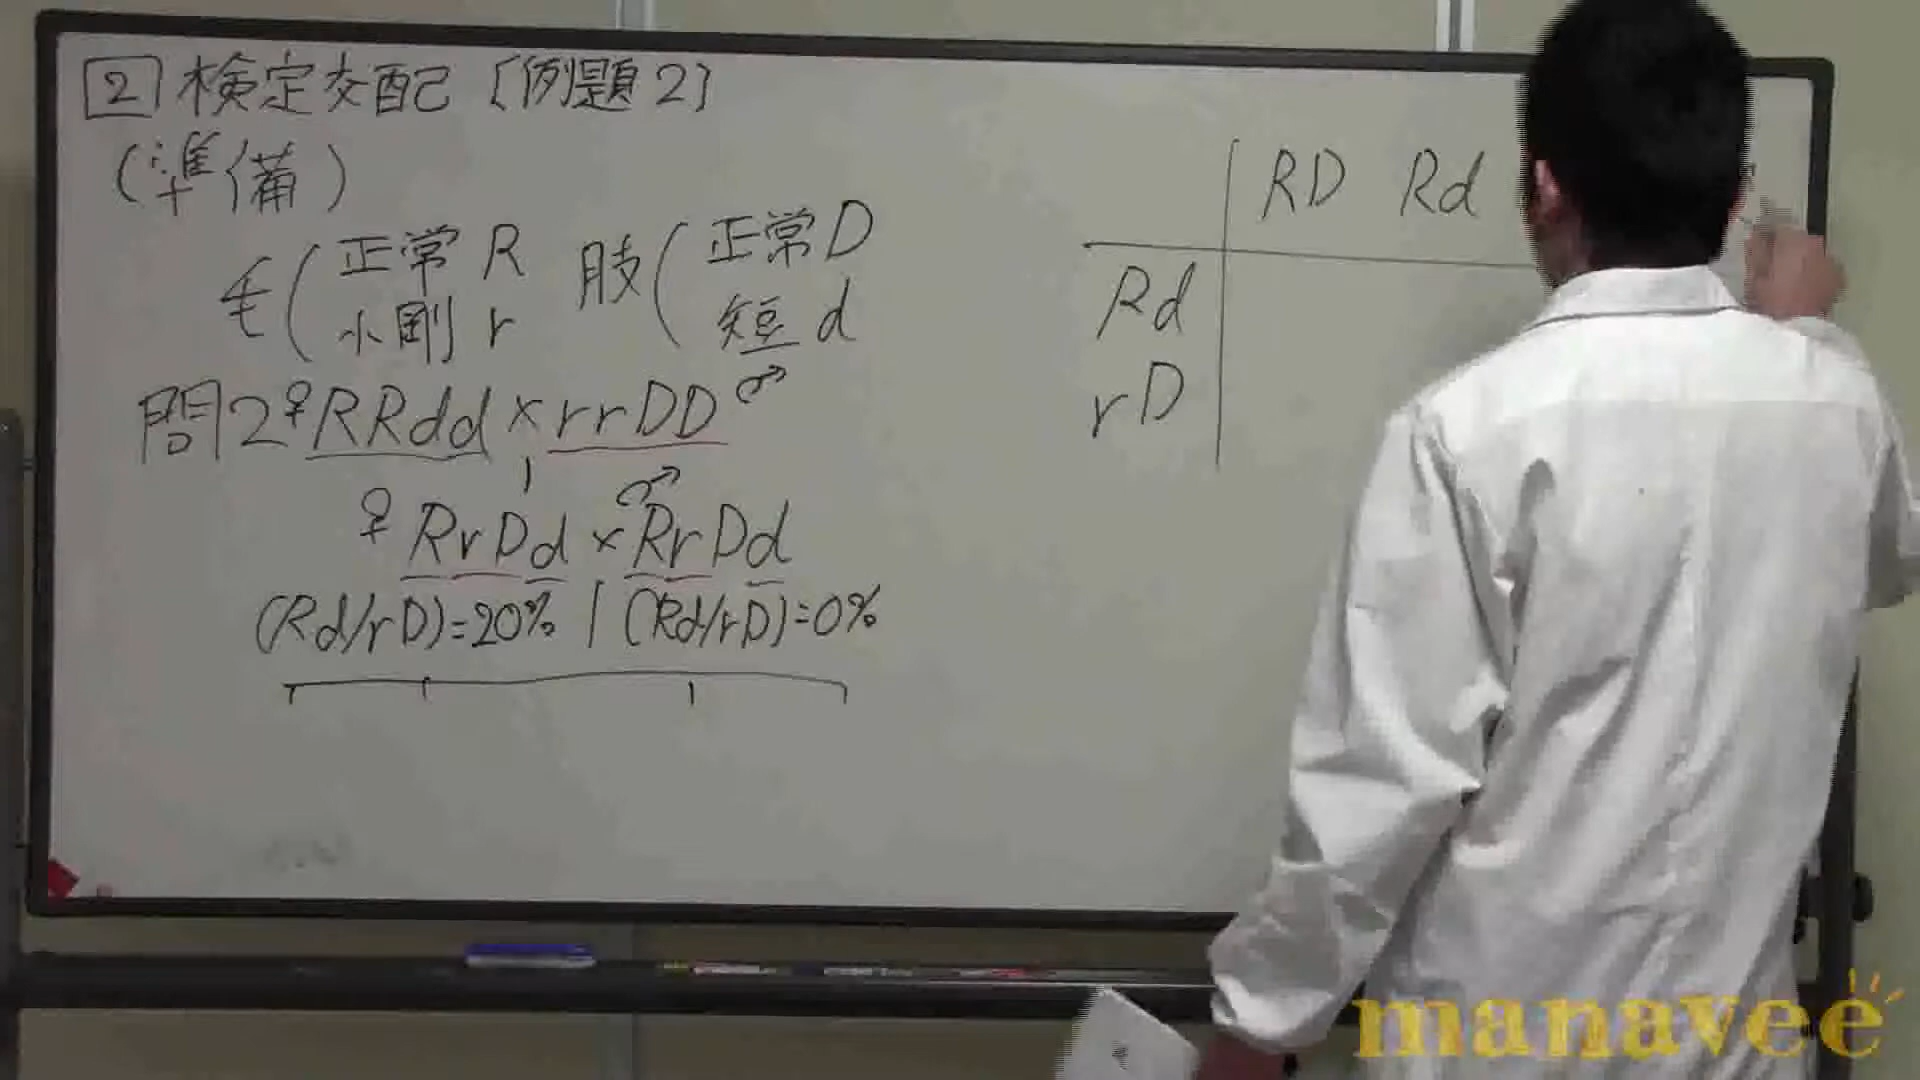 2 検定交配〔例題2〕
(準備)
毛(正常 R 肢(正常 D
小剛 r 短 d
問2 ♀RRdd × rrDD ♂
♀ RrDd × RrDd ♂
(Rd/rD)=20% | (Rd/rD)=0%
RD Rd
Rd
rD
manavee